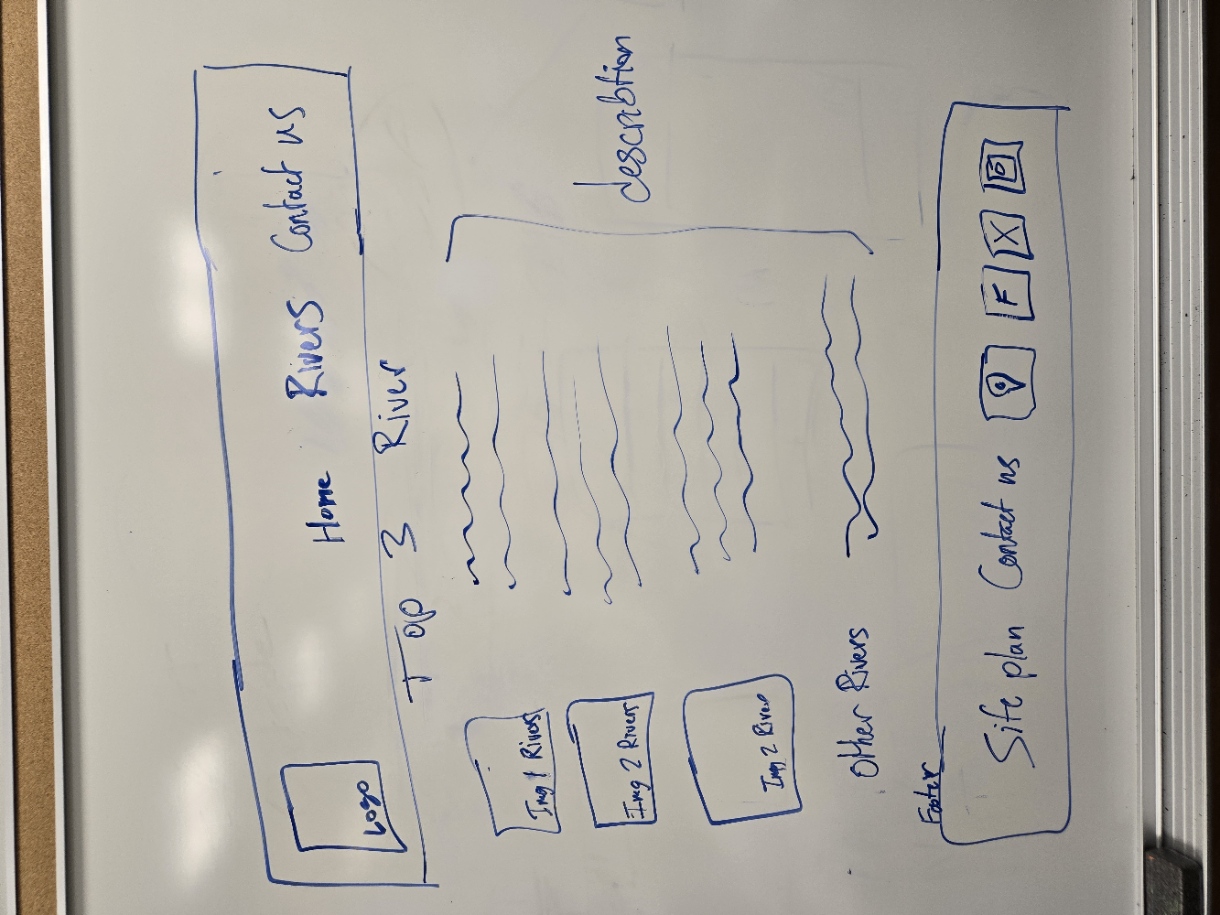 Logo Home Rivers Contact us
Top 3 River
Img 1 Rivers
Img 2 Rivers
describtion
Img 2 River
Other Rivers
Footer
Site plan Contact us F X